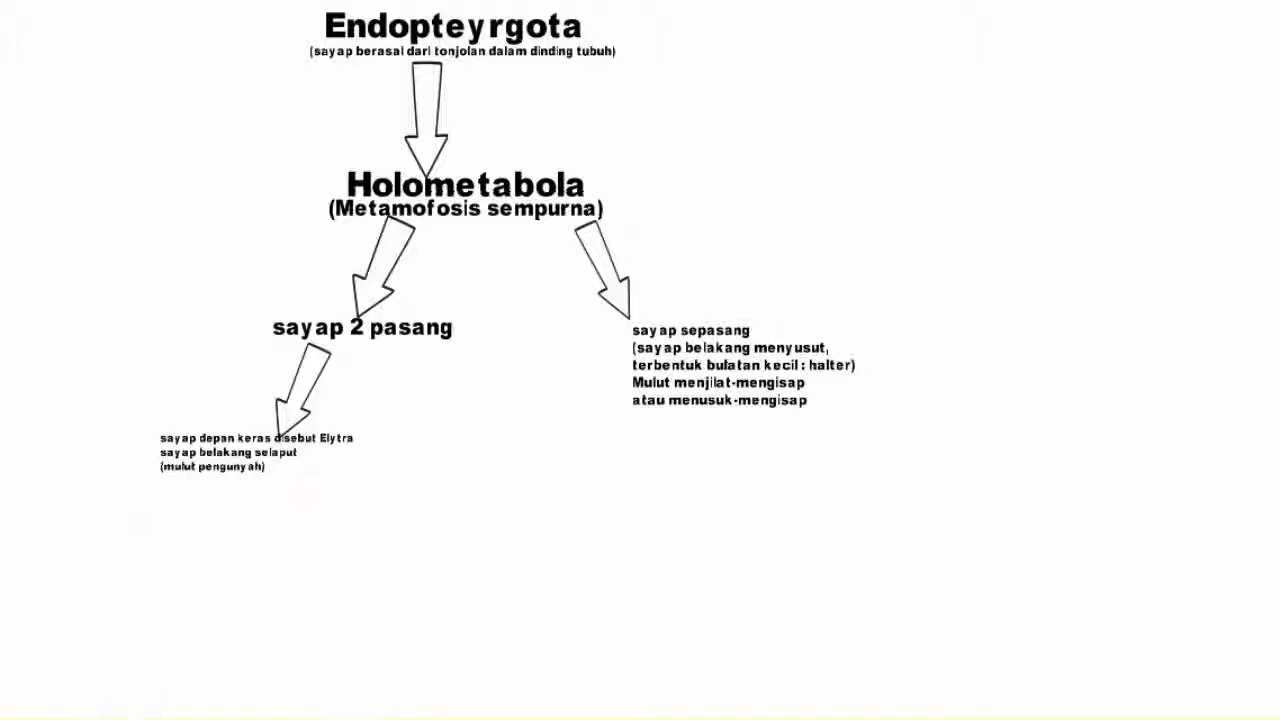 Endopteyrgota
(sayap berasal dari tonjolan dalam dinding tubuh)
Holometabola
(Metamofosis sempurna)
sayap 2 pasang
sayap sepasang
(sayap belakang menyusut,
terbentuk bulatan kecil : halter)
Mulut menjilat-mengisap
atau menusuk-mengisap
sayap depan keras disebut Elytra
sayap belakang selaput
(mulut pengunyah)